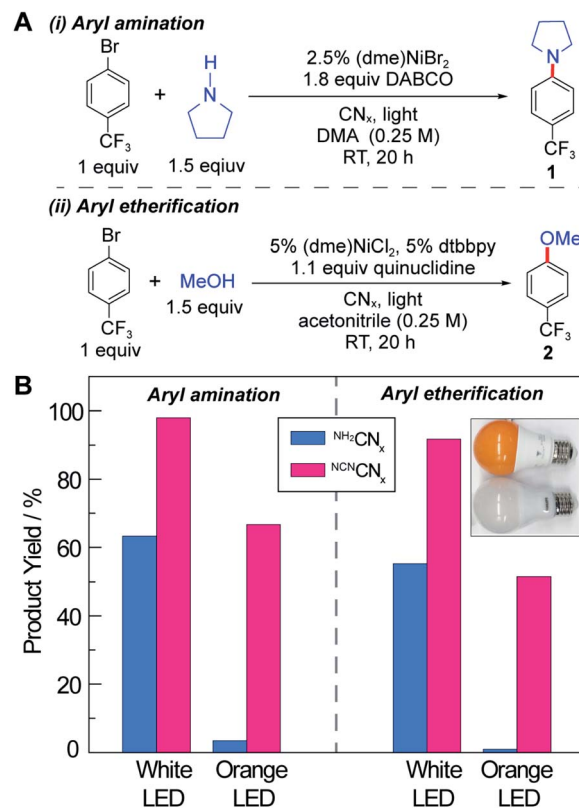 A
(i) Aryl amination
Br
CF₃
1 equiv
+
H
N
1.5 eqiuv
2.5% (dme)NiBr₂
1.8 equiv DABCO
CNₓ, light
DMA (0.25 M)
RT, 20 h
N
CF₃
1
(ii) Aryl etherification
Br
CF₃
1 equiv
+
MeOH
1.5 equiv
5% (dme)NiCl₂, 5% dtbbpy
1.1 equiv quinuclidine
CNₓ, light
acetonitrile (0.25 M)
RT, 20 h
OMe
CF₃
2
B
Aryl amination
Aryl etherification
NH₂CNₓ
NCNCNₓ
Product Yield / %
100
80
60
40
20
0
White LED
Orange LED
White LED
Orange LED